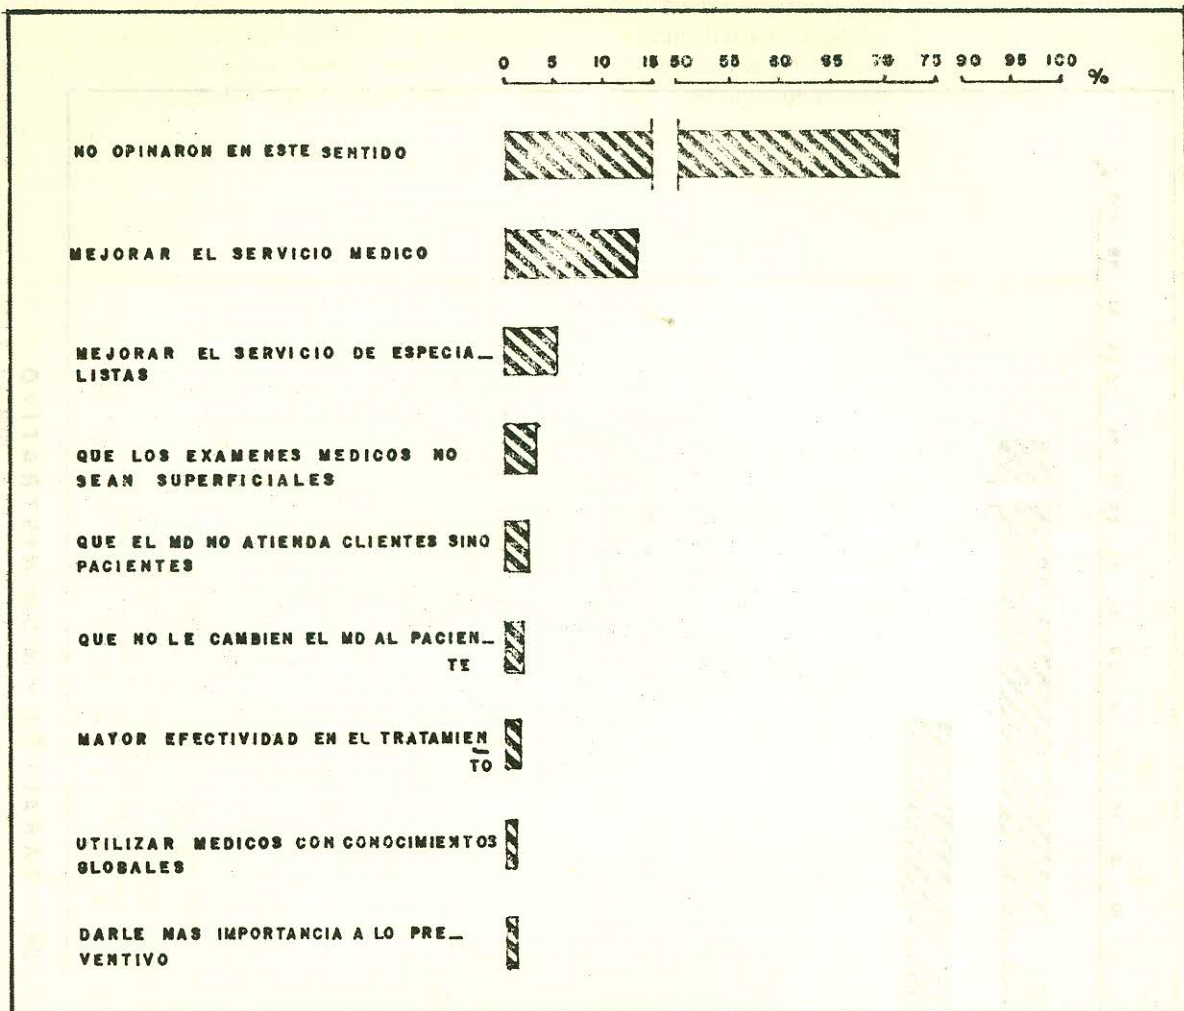 0 5 10 15 50 55 60 65 70 75 90 95 100 %
NO OPINARON EN ESTE SENTIDO
MEJORAR EL SERVICIO MEDICO
MEJORAR EL SERVICIO DE ESPECIA_
LISTAS
QUE LOS EXAMENES MEDICOS NO
SEAN SUPERFICIALES
QUE EL MD NO ATIENDA CLIENTES SINO
PACIENTES
QUE NO LE CAMBIEN EL MD AL PACIEN_
TE
MAYOR EFECTIVIDAD EN EL TRATAMIEN
TO
UTILIZAR MEDICOS CON CONOCIMIENTOS
GLOBALES
DARLE MAS IMPORTANCIA A LO PRE_
VENTIVO